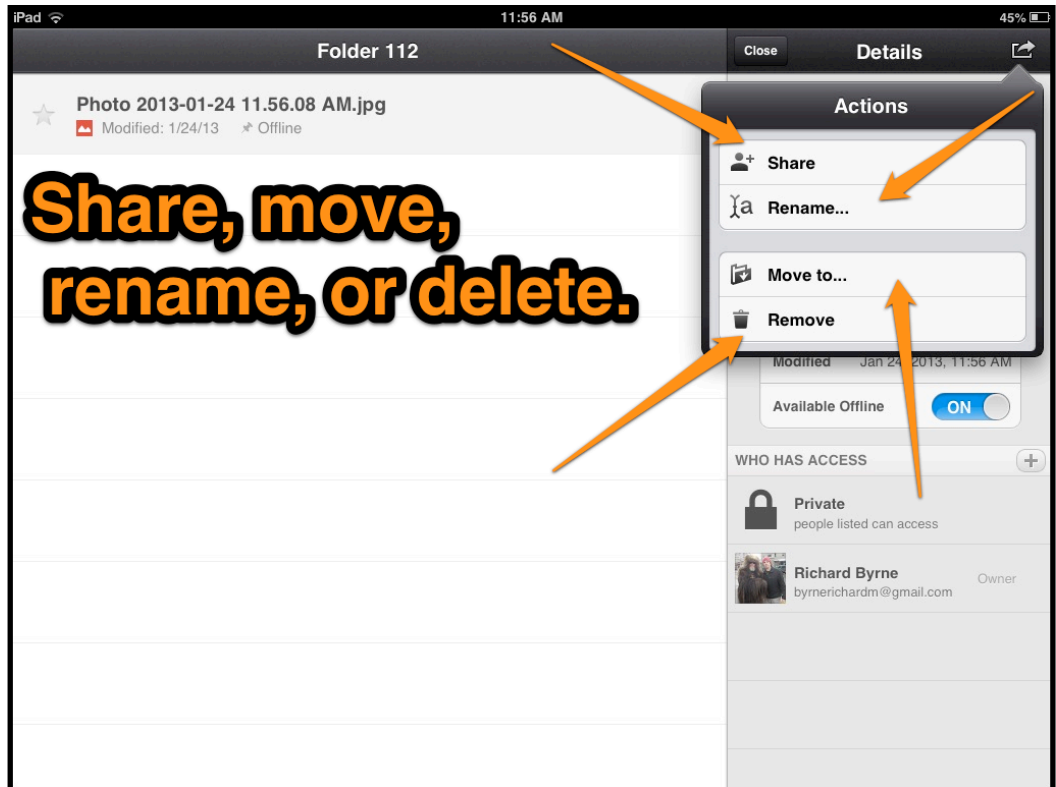 iPad 11:56 AM 45%
Folder 112
Close Details
Photo 2013-01-24 11.56.08 AM.jpg
Modified: 1/24/13 Offline
Share, move,
rename, or delete.
Actions
Share
Rename...
Move to...
Remove
Modified Jan 24, 2013, 11:56 AM
Available Offline ON
WHO HAS ACCESS
Private
people listed can access
Richard Byrne Owner
byrnerichardm@gmail.com